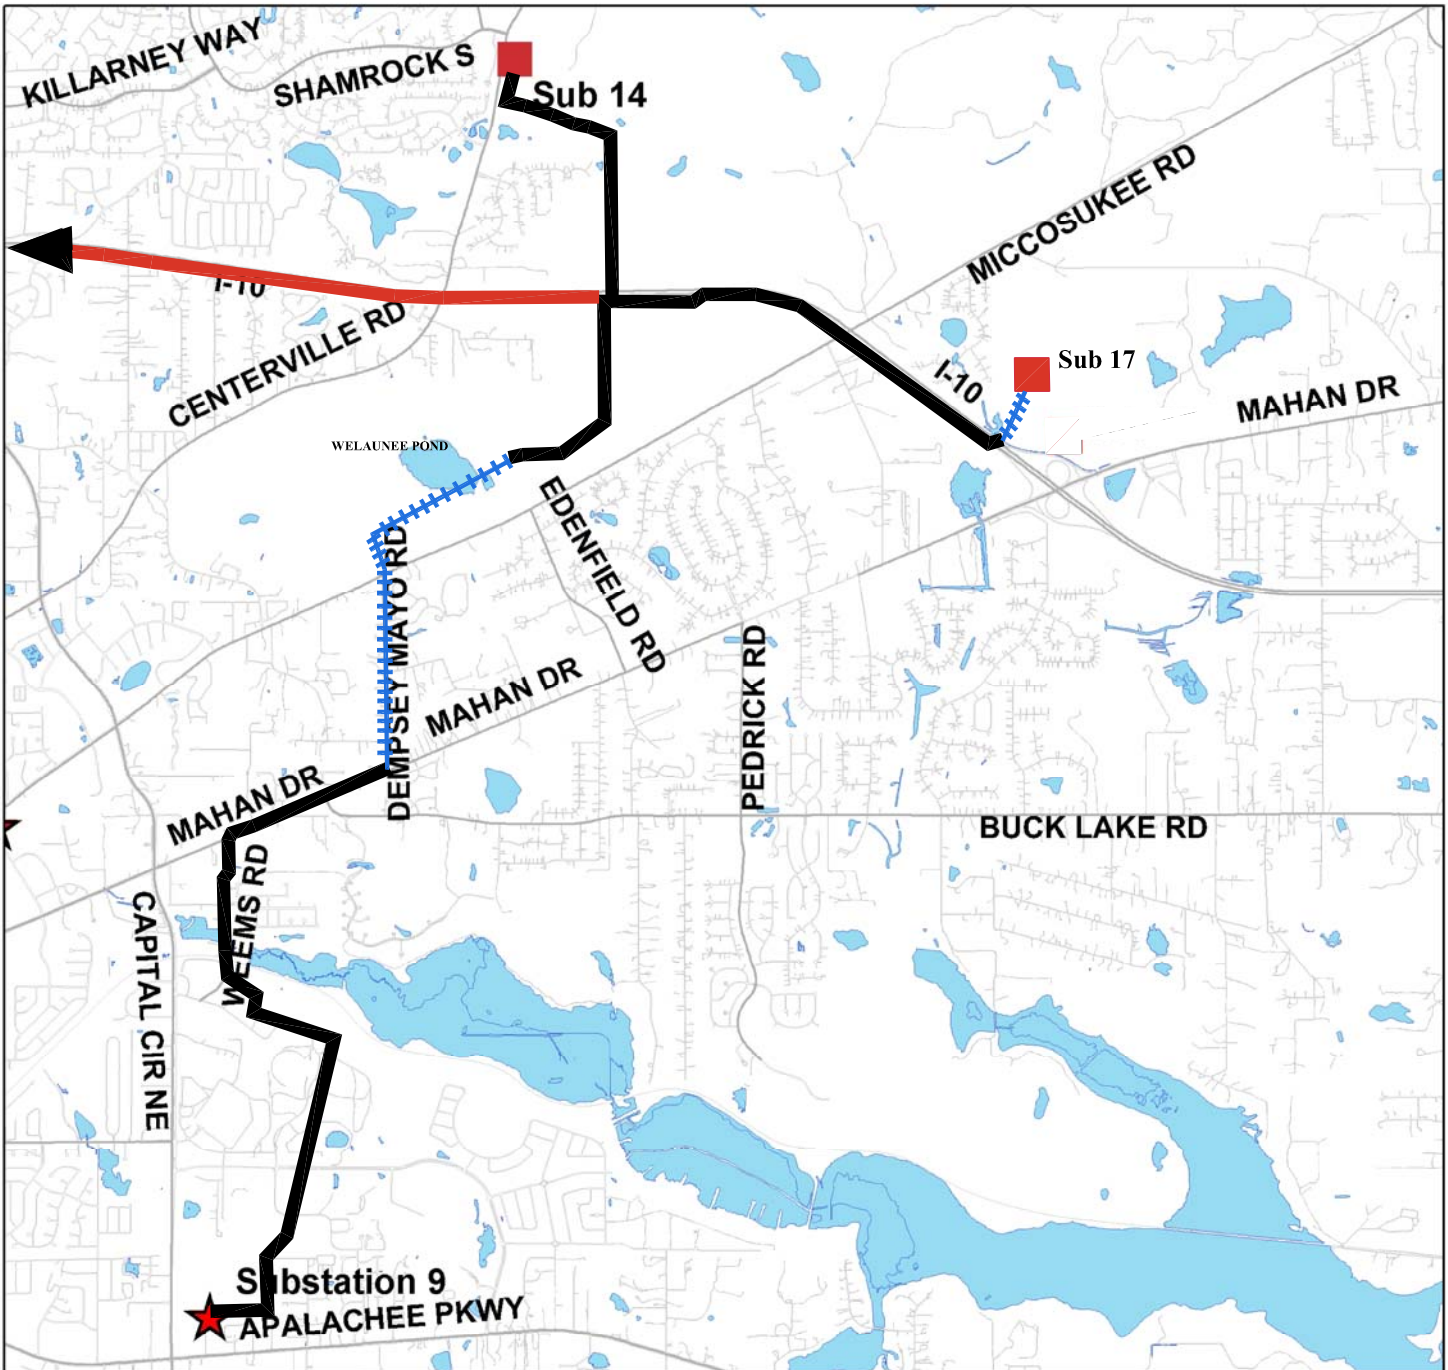 KILLARNEY WAY
SHAMROCK S
Sub 14
MICCOSUKEE RD
I-10
CENTERVILLE RD
I-10
Sub 17
MAHAN DR
WELAUNEE POND
EDENFIELD RD
DEMPSEY MAYO RD
MAHAN DR
PEDRICK RD
MAHAN DR
BUCK LAKE RD
WEEMS RD
CAPITAL CIR NE
Substation 9
APALACHEE PKWY